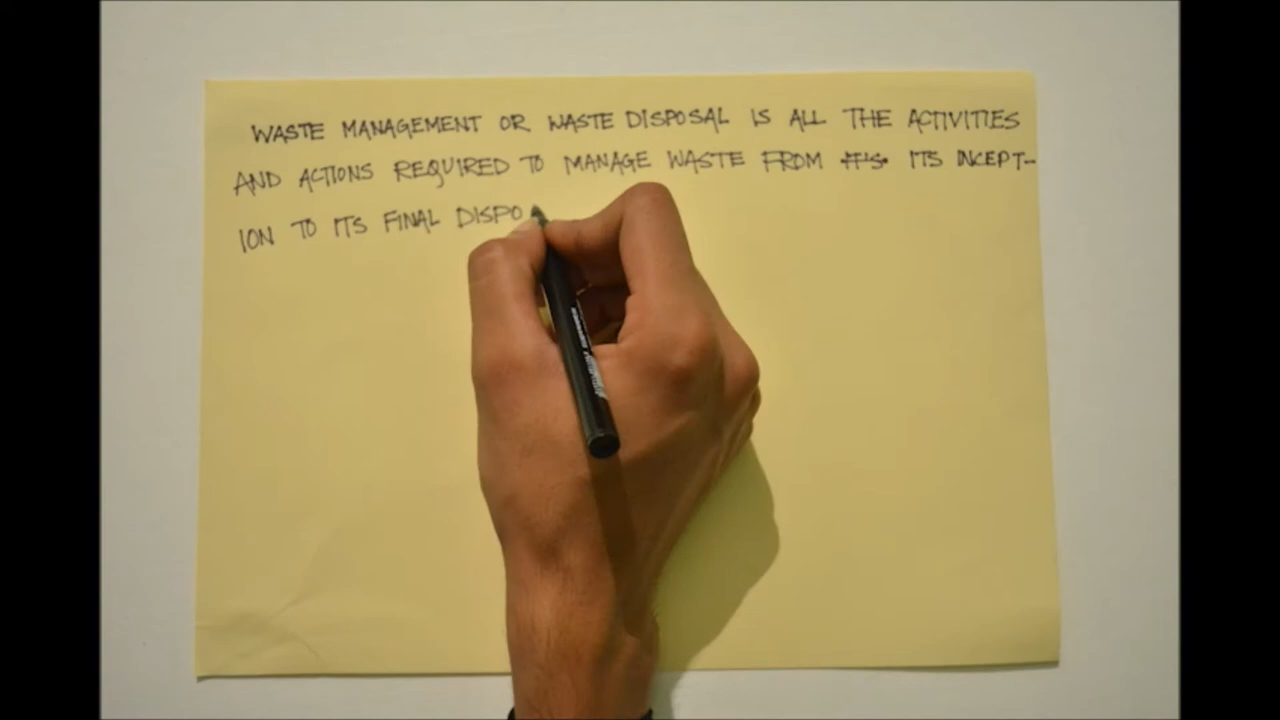 WASTE MANAGEMENT OR WASTE DISPOSAL IS ALL THE ACTIVITIES
AND ACTIONS REQUIRED TO MANAGE WASTE FROM IT'S. ITS INCEPT-
ION TO ITS FINAL DISPO